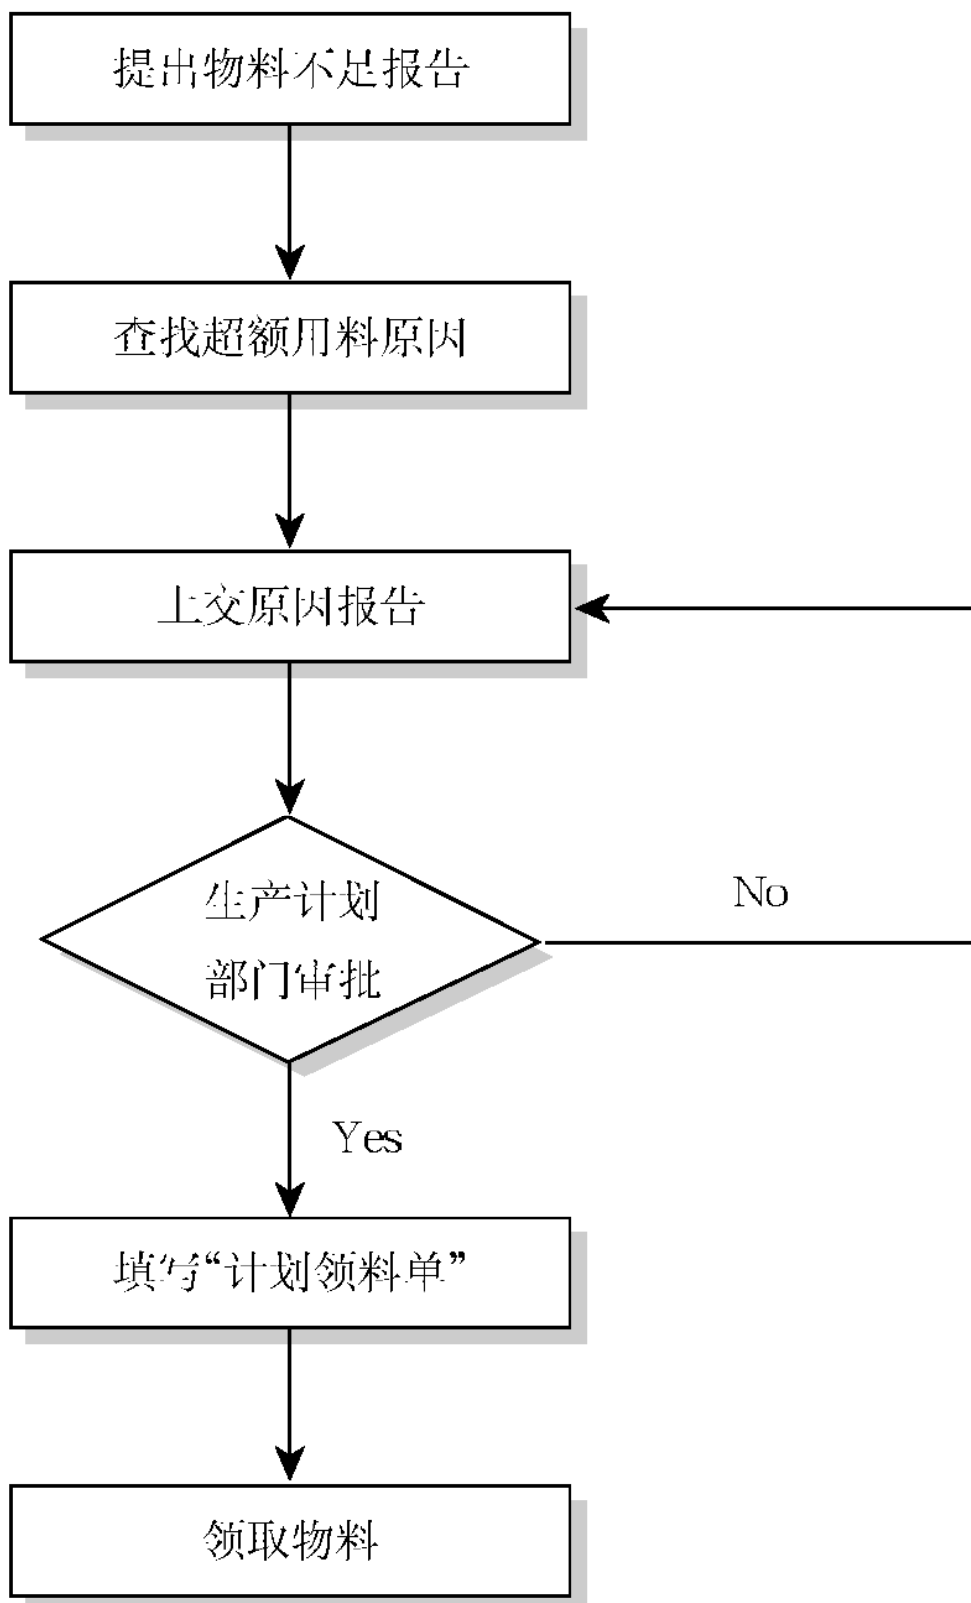 提出物料不足报告
查找超额用料原因
上交原因报告
生产计划
部门审批
No
Yes
填写“计划领料单”
领取物料